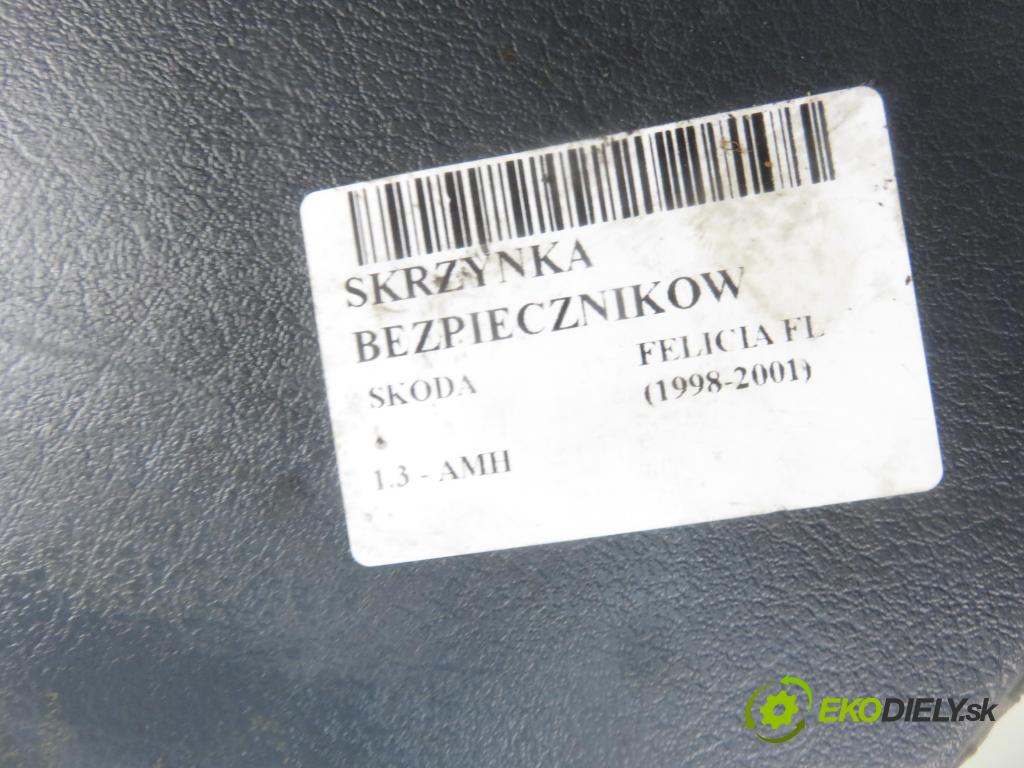 SKRZYNKA
BEZPIECZNIKOW
SKODA
FELICIA FL
(1998-2001)
1.3 - AMH
EKODIELY.sk